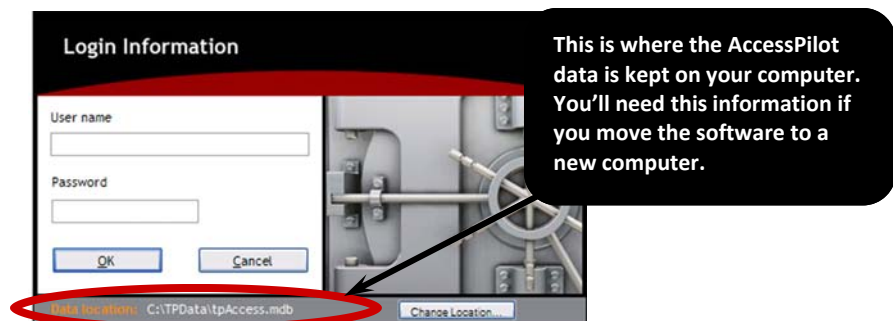 Login Information
This is where the AccessPilot
data is kept on your computer.
You'll need this information if
you move the software to a
new computer.
User name
Password
OK
Cancel
Data location: C:\TPData\tpAccess.mdb
Change Location...